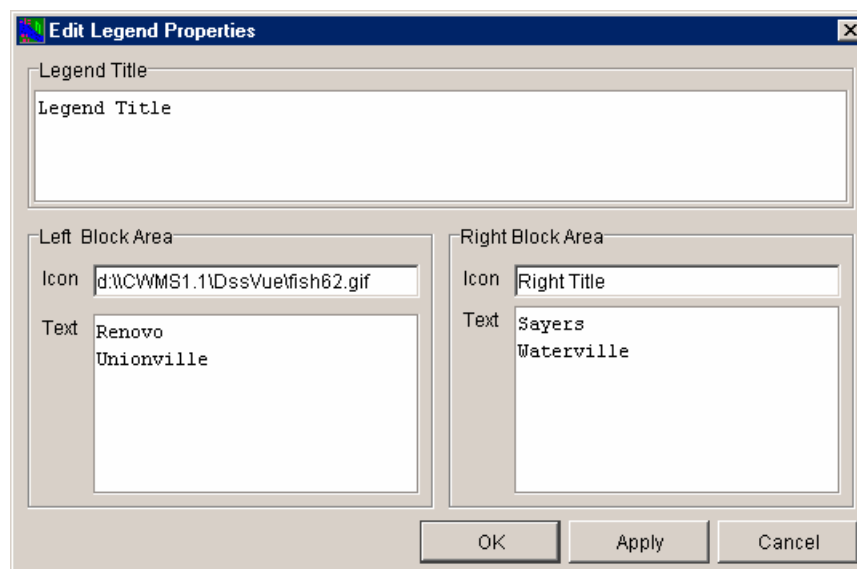 Edit Legend Properties
Legend Title
Legend Title
Left Block Area
Icon d:\\CWMS1.1\DssVue\fish62.gif
Text Renovo
Unionville
Right Block Area
Icon Right Title
Text Sayers
Waterville
OK Apply Cancel